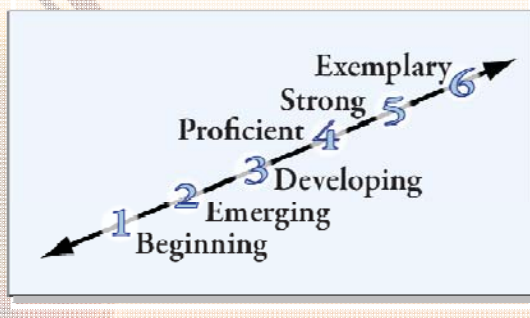 Exemplary 6
Strong 5
Proficient 4
3 Developing
2 Emerging
1 Beginning